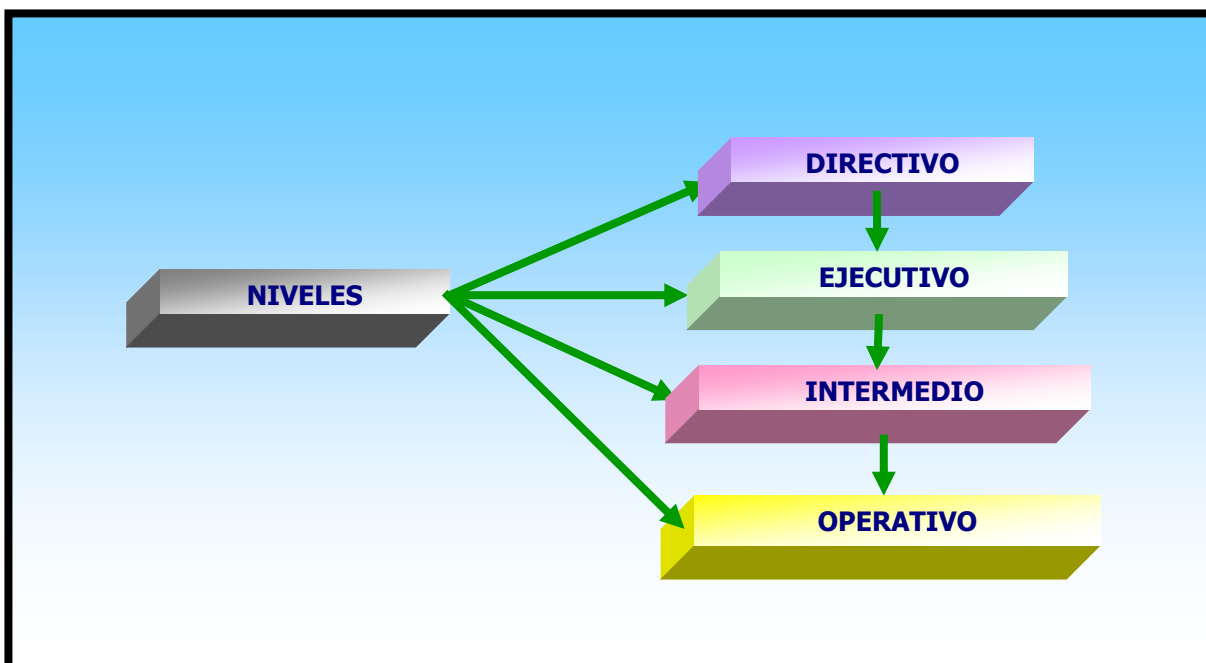 DIRECTIVO
NIVELES
EJECUTIVO
INTERMEDIO
OPERATIVO